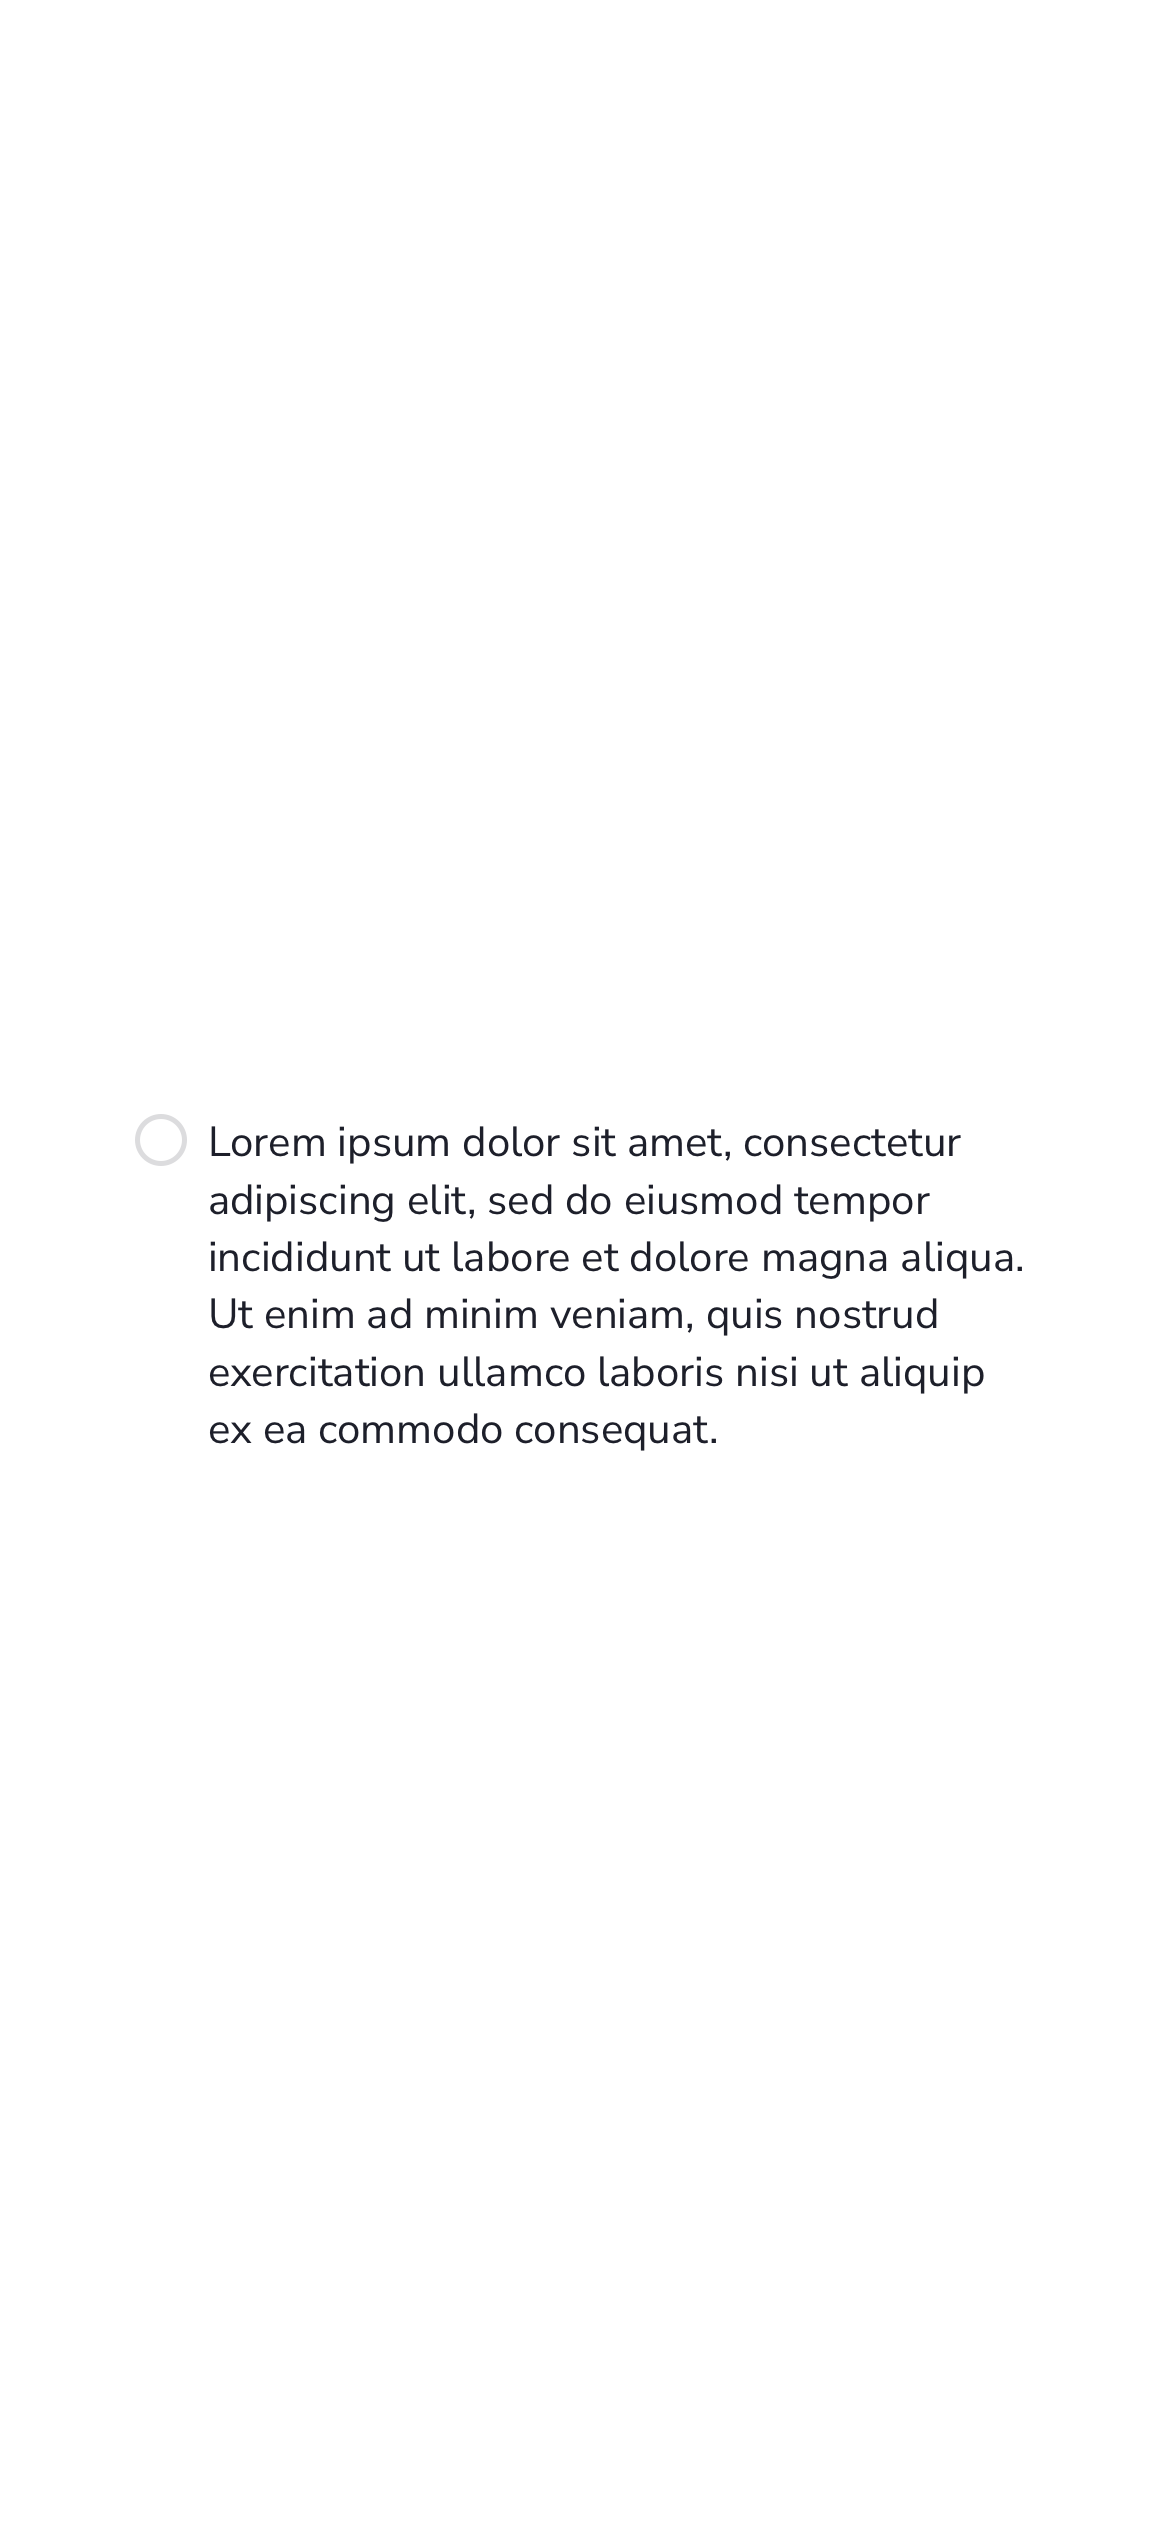 Lorem ipsum dolor sit amet, consectetur
adipiscing elit, sed do eiusmod tempor
incididunt ut labore et dolore magna aliqua.
Ut enim ad minim veniam, quis nostrud
exercitation ullamco laboris nisi ut aliquip
ex ea commodo consequat.